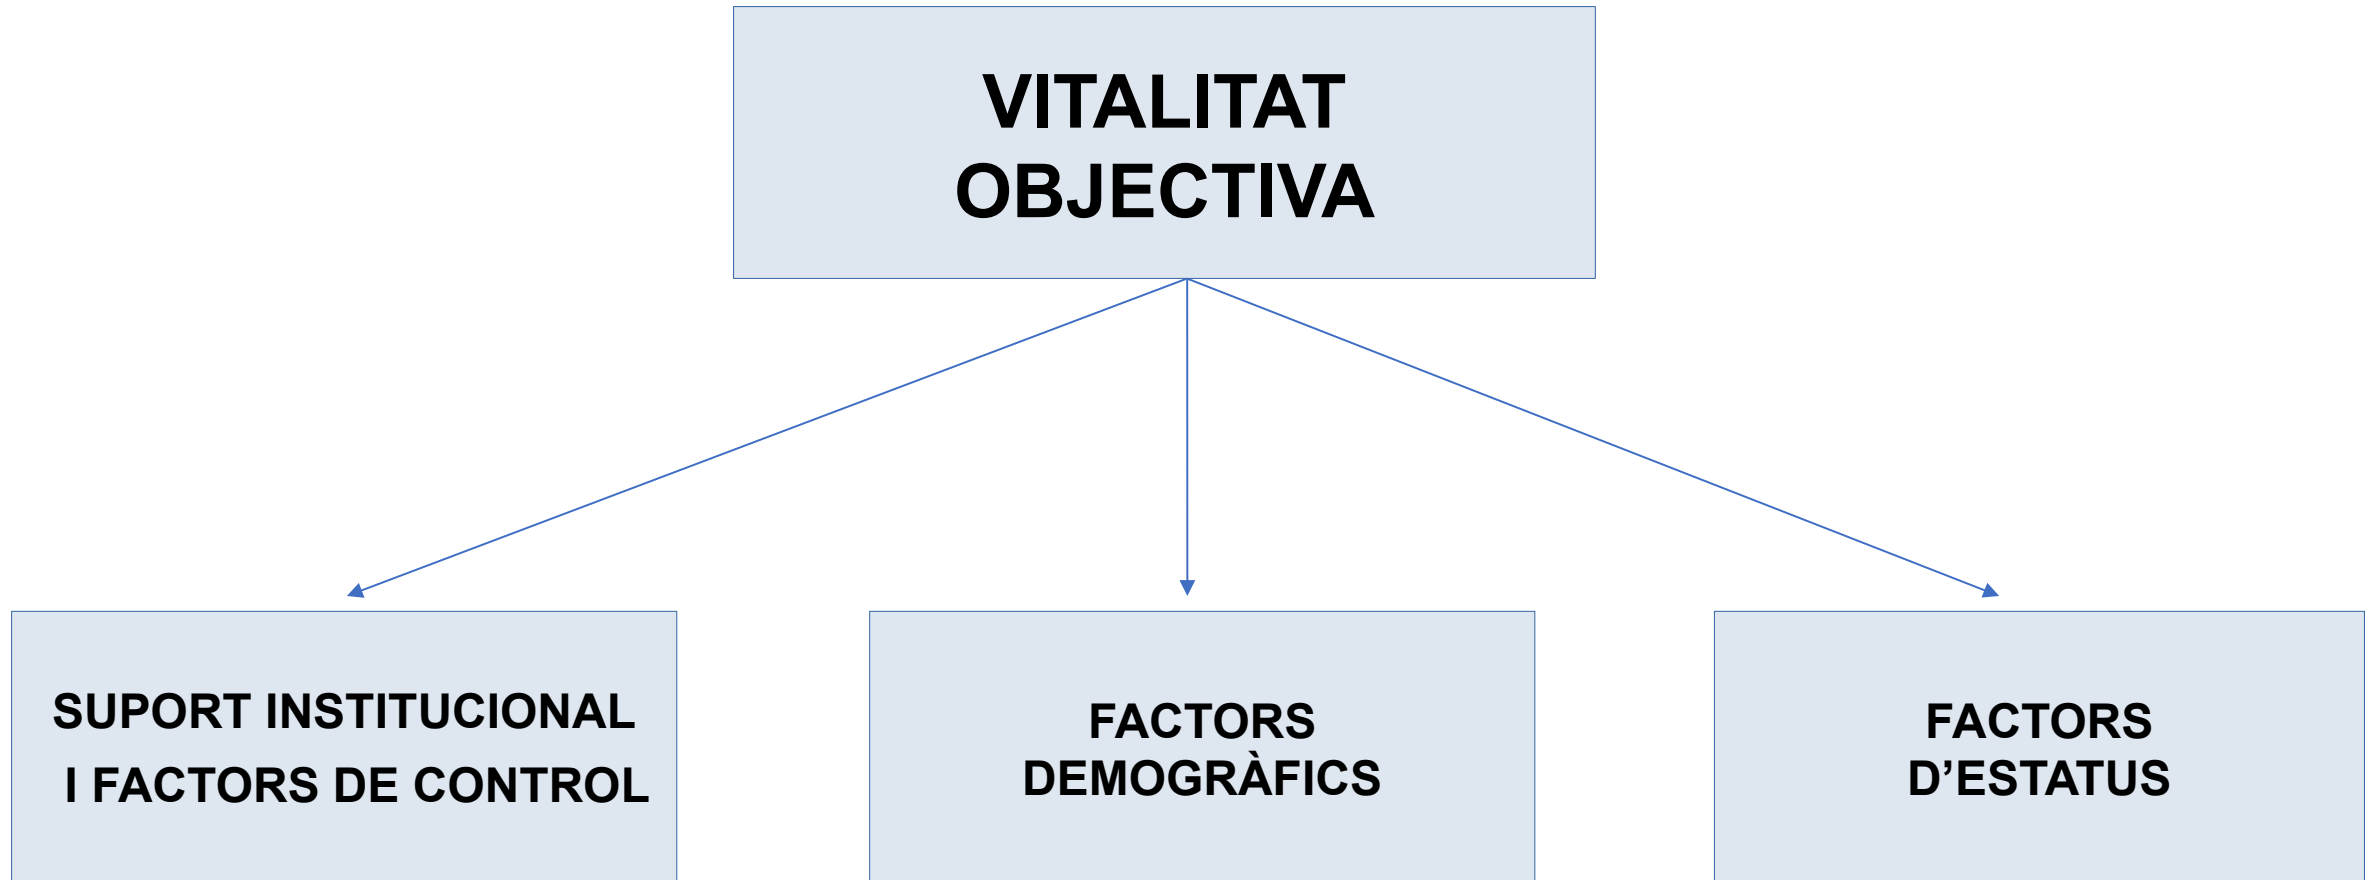 VITALITAT
OBJECTIVA
SUPORT INSTITUCIONAL
I FACTORS DE CONTROL
FACTORS
DEMOGRÀFICS
FACTORS
D’ESTATUS